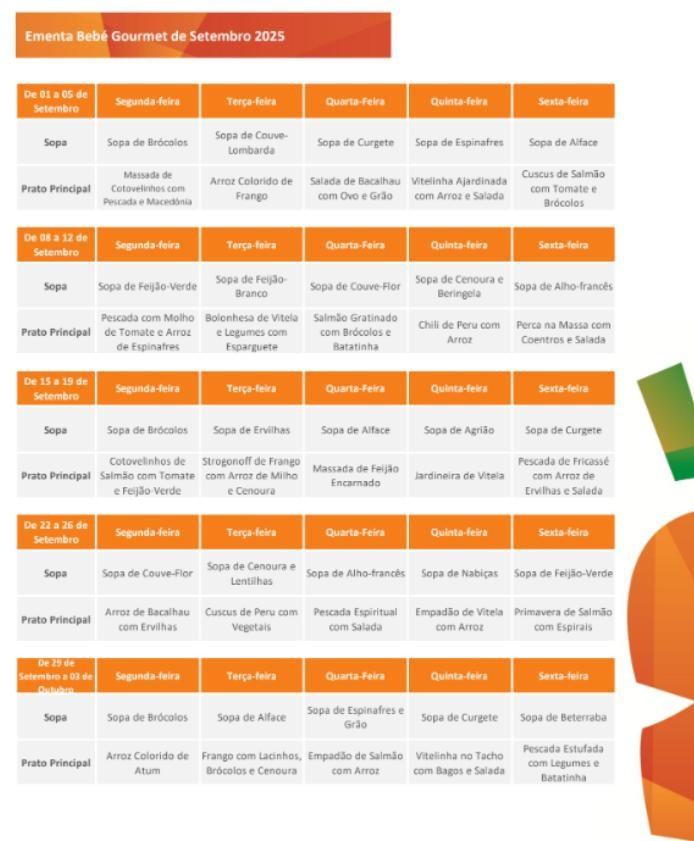 Ementa Bebé Gourmet de Setembro 2025
De 01 a 05 de
Setembro
Segunda-feira
Terça-feira
Quarta-Feira
Quinta-feira
Sexta-feira
Sopa
Sopa de Brócolos
Sopa de Couve-
Lombarda
Sopa de Curgete
Sopa de Espinafres
Sopa de Alface
Prato Principal
Massada de
Cotovelinhos com
Pescada e Macedónia
Arroz Colorido de
Frango
Salada de Bacalhau
com Ovo e Grão
Vitelinha Ajardinada
com Arroz e Salada
Cuscus de Salmão
com Tomate e
Brócolos
De 08 a 12 de
Setembro
Segunda-feira
Terça-feira
Quarta-Feira
Quinta-feira
Sexta-feira
Sopa
Sopa de Feijão-Verde
Sopa de Feijão-
Branco
Sopa de Couve-Flor
Sopa de Cenoura e
Beringela
Sopa de Alho-francês
Prato Principal
Pescada com Molho
de Tomate e Arroz
de Espinafres
Bolonhesa de Vitela
e Legumes com
Esparguete
Salmão Gratinado
com Brócolos e
Batatinha
Chili de Peru com
Arroz
Perca na Massa com
Coentros e Salada
De 15 a 19 de
Setembro
Segunda-feira
Terça-feira
Quarta-Feira
Quinta-feira
Sexta-feira
Sopa
Sopa de Brócolos
Sopa de Ervilhas
Sopa de Alface
Sopa de Agrião
Sopa de Curgete
Prato Principal
Cotovelinhos de
Salmão com Tomate
e Feijão-Verde
Strogonoff de Frango
com Arroz de Milho
e Cenoura
Massada de Feijão
Encarnado
Jardineira de Vitela
Pescada de Fricassé
com Arroz de
Ervilhas e Salada
De 22 a 26 de
Setembro
Segunda-feira
Terça-feira
Quarta-Feira
Quinta-feira
Sexta-feira
Sopa
Sopa de Couve-Flor
Sopa de Cenoura e
Lentilhas
Sopa de Alho-francês
Sopa de Nabiças
Sopa de Feijão-Verde
Prato Principal
Arroz de Bacalhau
com Ervilhas
Cuscus de Peru com
Vegetais
Pescada Espiritual
com Salada
Empadão de Vitela
com Arroz
Primavera de Salmão
com Espirais
De 29 de
Setembro a 03 de
Outubro
Segunda-feira
Terça-feira
Quarta-Feira
Quinta-feira
Sexta-feira
Sopa
Sopa de Brócolos
Sopa de Alface
Sopa de Espinafres e
Grão
Sopa de Curgete
Sopa de Beterraba
Prato Principal
Arroz Colorido de
Atum
Frango com Lacinhos,
Brócolos e Cenoura
Empadão de Salmão
com Arroz
Vitelinha no Tacho
com Bagos e Salada
Pescada Estufada
com Legumes e
Batatinha